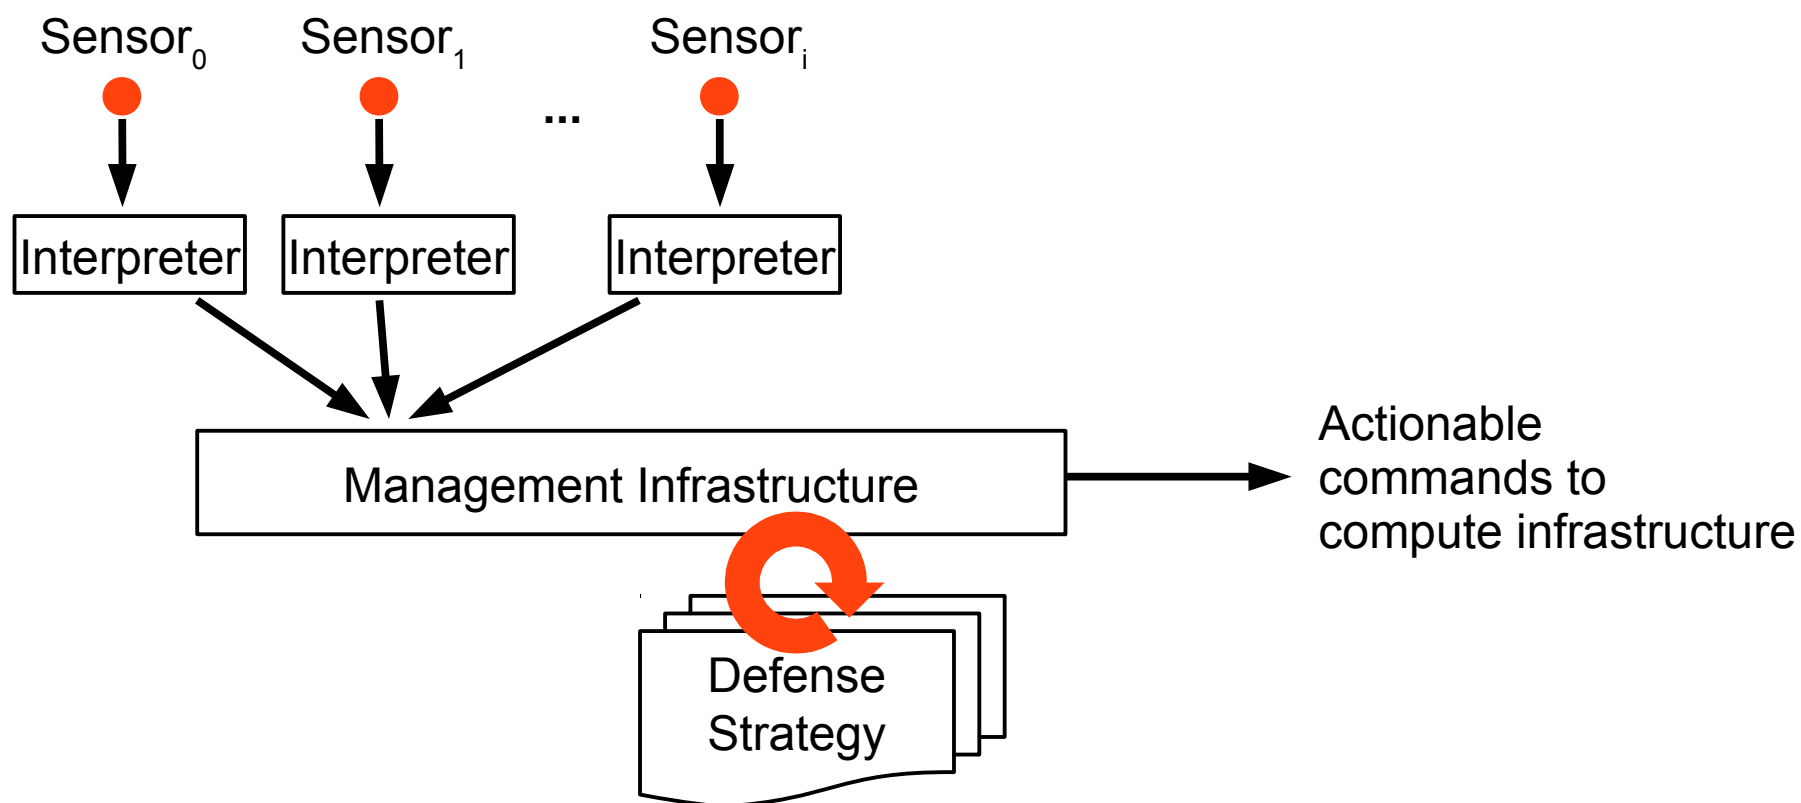 Sensor0 Sensor1 Sensori
...
Interpreter Interpreter Interpreter
Management Infrastructure
Actionable
commands to
compute infrastructure
Defense
Strategy